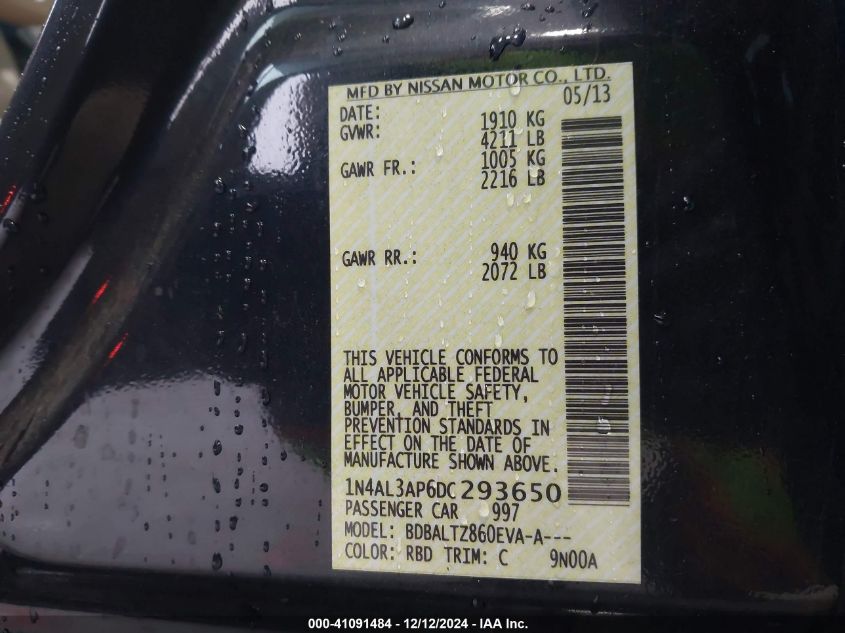 MFD BY NISSAN MOTOR CO., LTD.
DATE: 05/13
GVWR: 1910 KG
4211 LB
GAWR FR.: 1005 KG
2216 LB
GAWR RR.: 940 KG
2072 LB
THIS VEHICLE CONFORMS TO
ALL APPLICABLE FEDERAL
MOTOR VEHICLE SAFETY,
BUMPER, AND THEFT
PREVENTION STANDARDS IN
EFFECT ON THE DATE OF
MANUFACTURE SHOWN ABOVE.
1N4AL3AP6DC293650
PASSENGER CAR 997
MODEL: BDBALTZ860EVA-A---
COLOR: RBD TRIM: C 9N00A
000-41091484 - 12/12/2024 - IAA Inc.